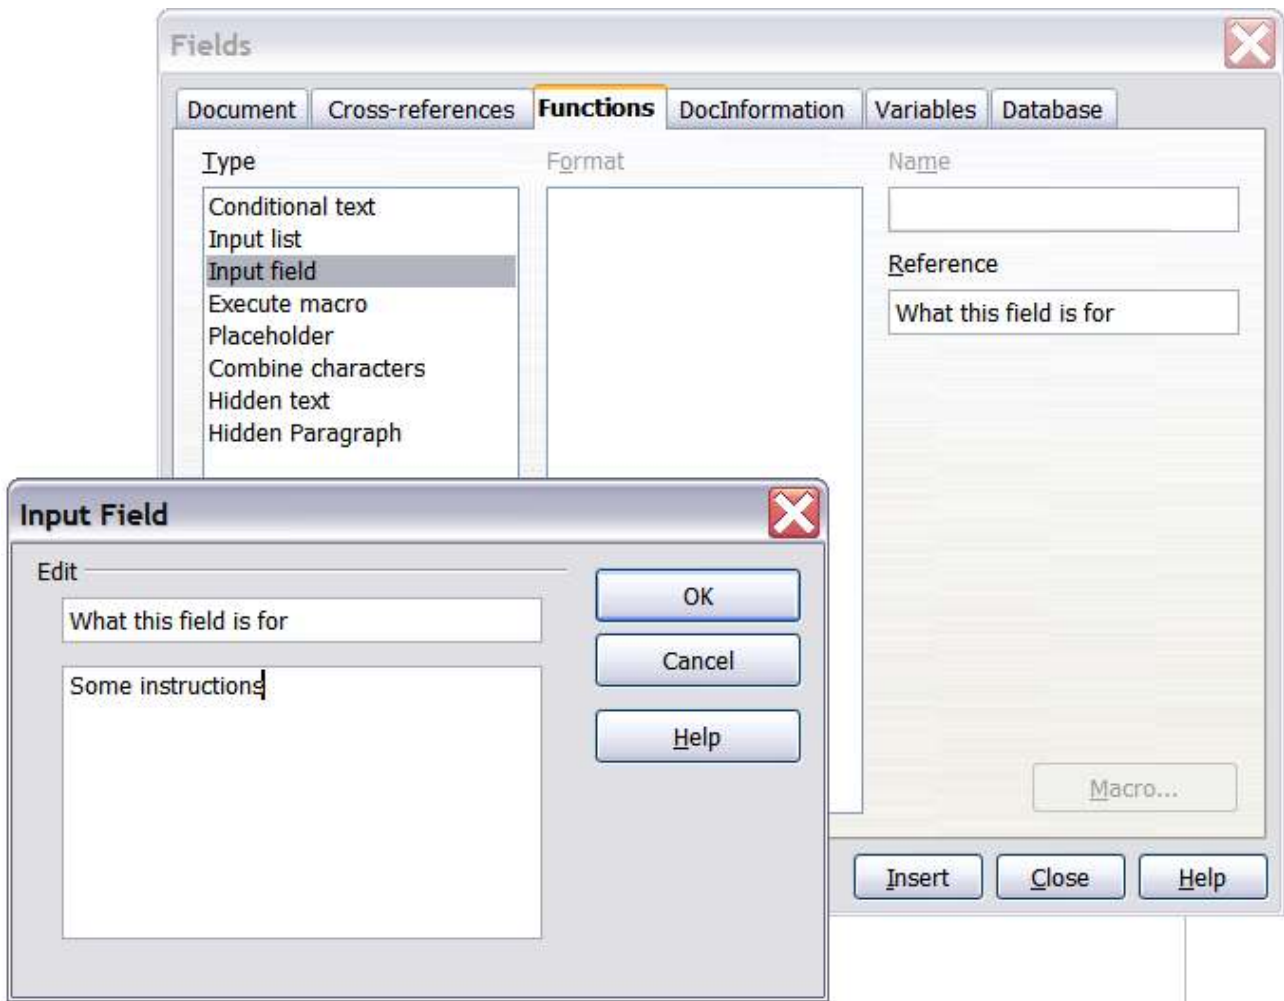 Fields
Document Cross-references Functions DocInformation Variables Database
Type Format Name
Conditional text
Input list
Input field
Execute macro
Placeholder
Combine characters
Hidden text
Hidden Paragraph
Reference
What this field is for
Macro...
Insert Close Help
Input Field
Edit
What this field is for
Some instructions
OK
Cancel
Help